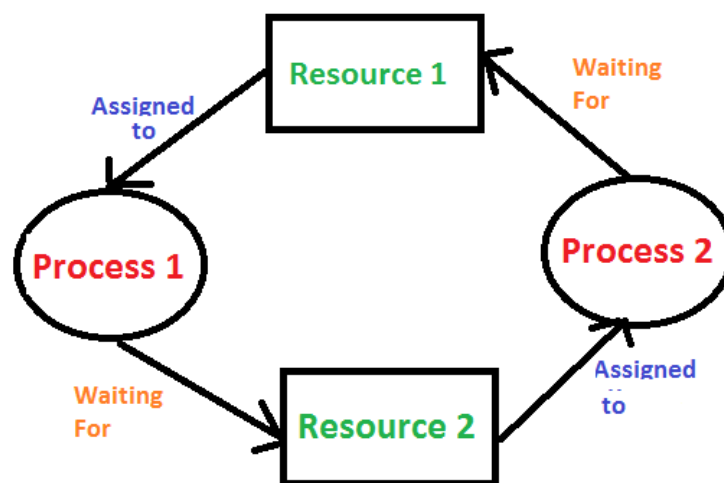 Resource 1
Waiting
For
Assigned
to
Process 1
Process 2
Waiting
For
Resource 2
Assigned
to